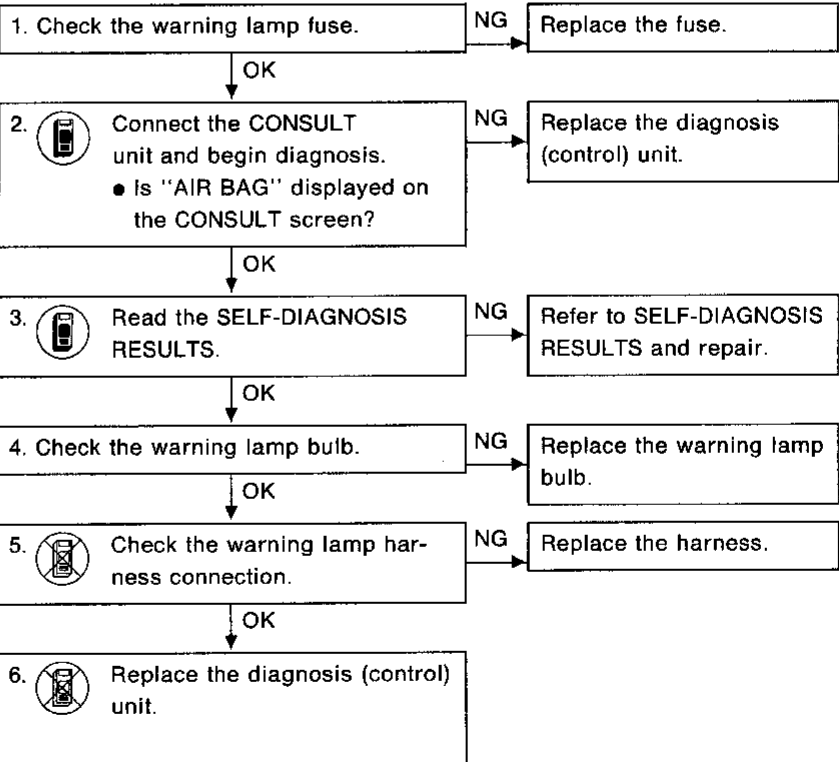 1. Check the warning lamp fuse.
NG
Replace the fuse.
OK
2. Connect the CONSULT
unit and begin diagnosis.
● Is "AIR BAG" displayed on
the CONSULT screen?
NG
Replace the diagnosis
(control) unit.
OK
3. Read the SELF-DIAGNOSIS
RESULTS.
NG
Refer to SELF-DIAGNOSIS
RESULTS and repair.
OK
4. Check the warning lamp bulb.
NG
Replace the warning lamp
bulb.
OK
5. Check the warning lamp har-
ness connection.
NG
Replace the harness.
OK
6. Replace the diagnosis (control)
unit.